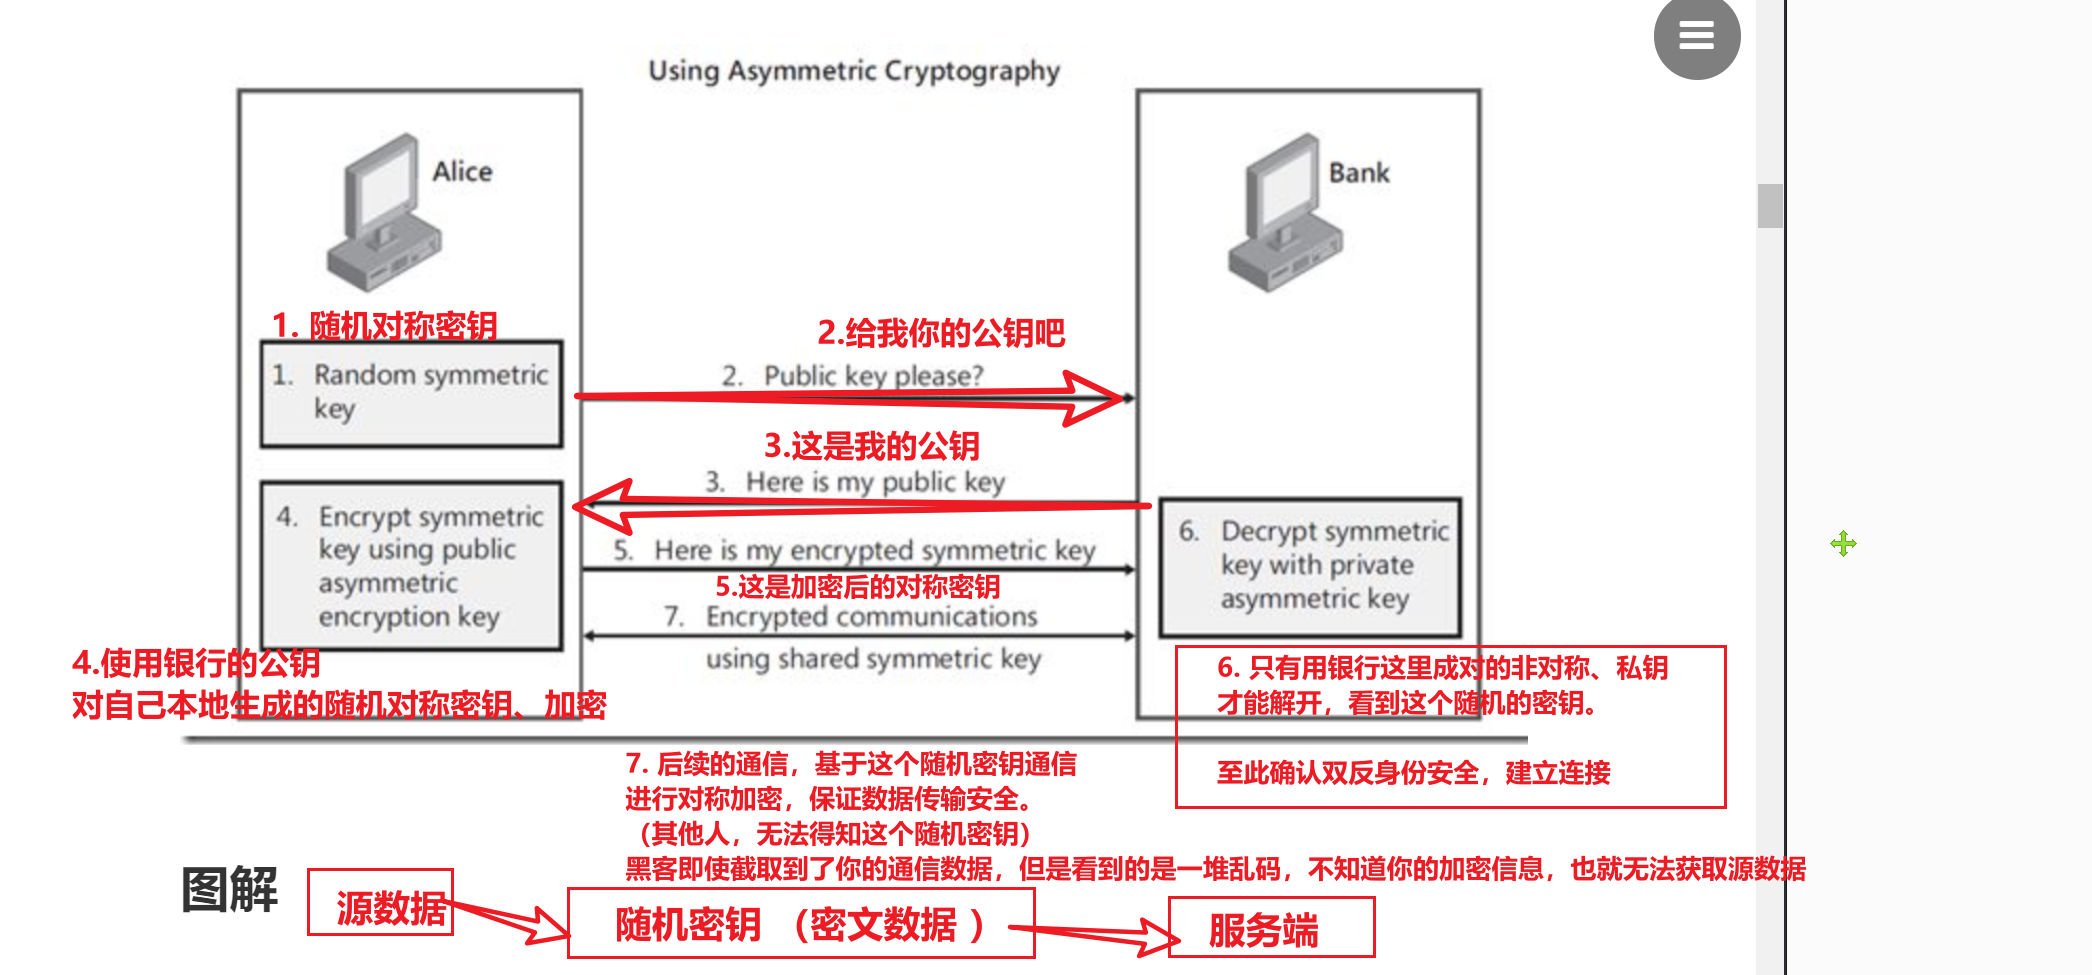 Using Asymmetric Cryptography
Alice
Bank
1. 随机对称密钥
1. Random symmetric
key
2.给我你的公钥吧
2. Public key please?
3.这是我的公钥
3. Here is my public key
4. Encrypt symmetric
key using public
asymmetric
encryption key
5. Here is my encrypted symmetric key
5.这是加密后的对称密钥
6. Decrypt symmetric
key with private
asymmetric key
7. Encrypted communications
using shared symmetric key
4.使用银行的公钥
对自己本地生成的随机对称密钥、加密
6. 只有用银行这里成对的非对称、私钥
才能解开，看到这个随机的密钥。
至此确认双反身份安全，建立连接
7. 后续的通信，基于这个随机密钥通信
进行对称加密，保证数据传输安全。
（其他人，无法得知这个随机密钥）
黑客即使截取到了你的通信数据，但是看到的是一堆乱码，不知道你的加密信息，也就无法获取源数据
图解
源数据
随机密钥 （密文数据 ）
服务端